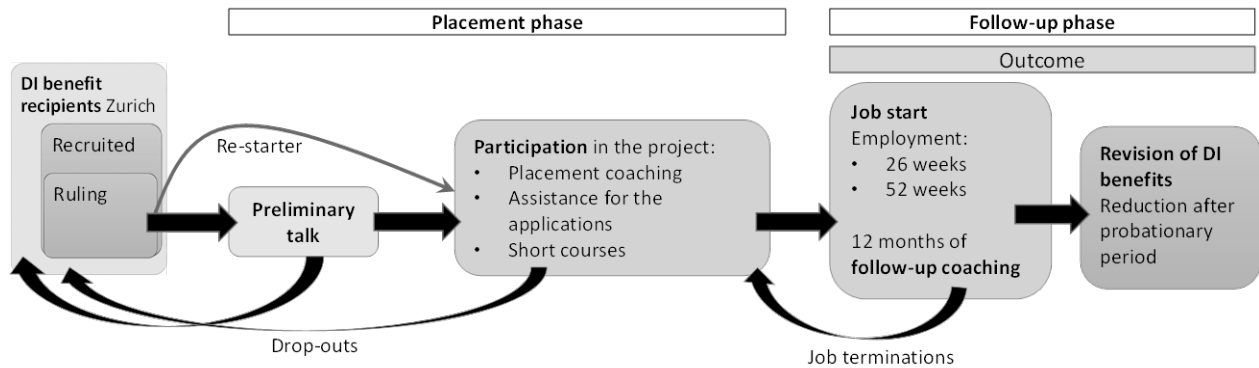 Placement phase
Follow-up phase
Outcome
DI benefit
recipients Zurich
Recruited
Ruling
Re-starter
Preliminary
talk
Participation in the project:
• Placement coaching
• Assistance for the
applications
• Short courses
Job start
Employment:
• 26 weeks
• 52 weeks
12 months of
follow-up coaching
Revision of DI
benefits
Reduction after
probationary
period
Drop-outs
Job terminations